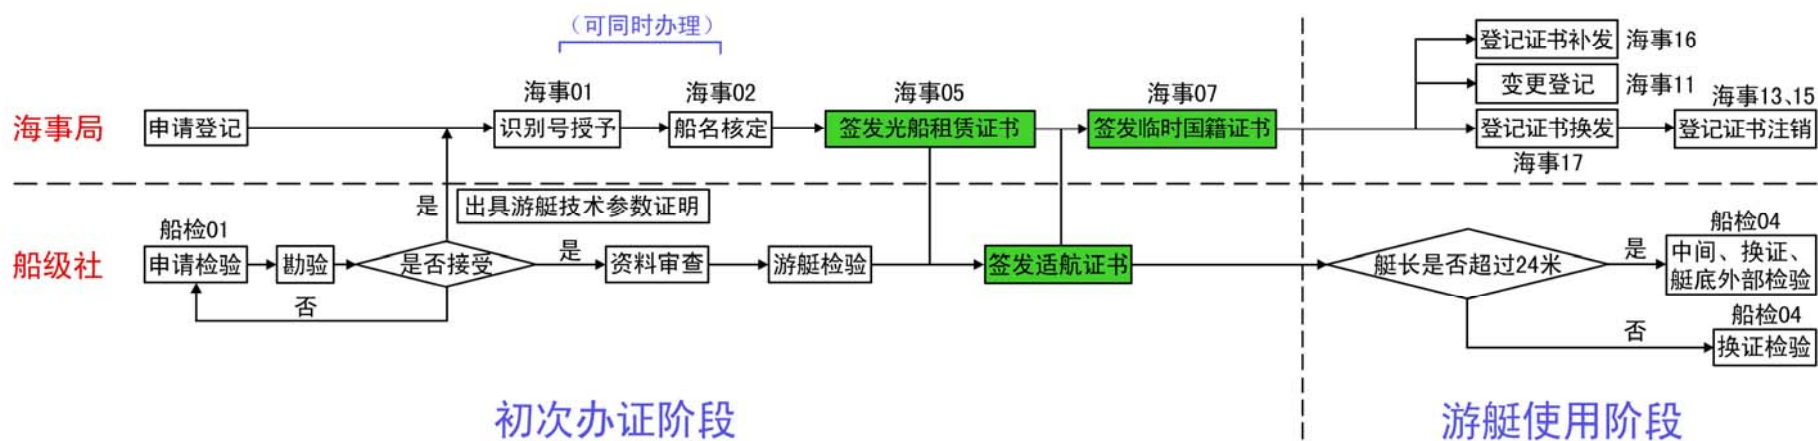 （可同时办理）
登记证书补发 海事16
变更登记 海事11
海事01 海事02 海事05 海事07
海事13、15
海事局 申请登记 识别号授予 船名核定 签发光船租赁证书 签发临时国籍证书 登记证书换发 登记证书注销
海事17
是 出具游艇技术参数证明
船检01
船检04
船级社 申请检验 勘验 是否接受 是 资料审查 游艇检验 签发适航证书 艇长是否超过24米 是 中间、换证、
艇底外部检验
否
船检04
否 换证检验
初次办证阶段 游艇使用阶段